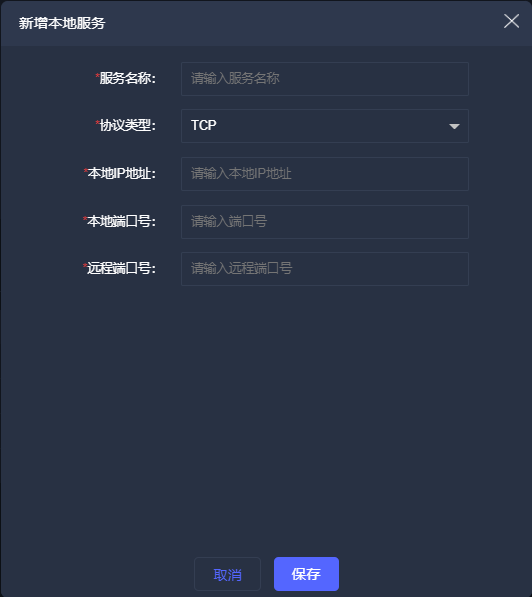 新增本地服务
*服务名称： 请输入服务名称
*协议类型： TCP
*本地IP地址： 请输入本地IP地址
*本地端口号： 请输入端口号
*远程端口号： 请输入远程端口号
取消 保存